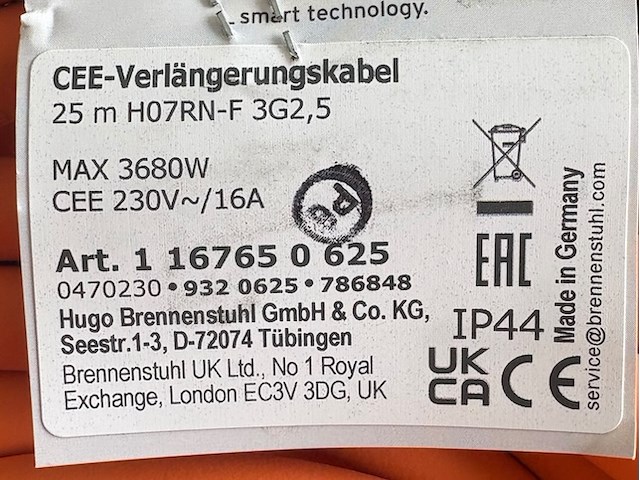 smart technology.
CEE-Verlängerungskabel
25 m H07RN-F 3G2,5
MAX 3680W
CEE 230V~/16A
Art. 1 16765 0 625
0470230 • 932 0625 • 786848
Hugo Brennenstuhl GmbH & Co. KG,
Seestr.1-3, D-72074 Tübingen
Brennenstuhl UK Ltd., No 1 Royal
Exchange, London EC3V 3DG, UK
EAC
IP44
UK
CA
CE
Made in Germany
service@brennenstuhl.com